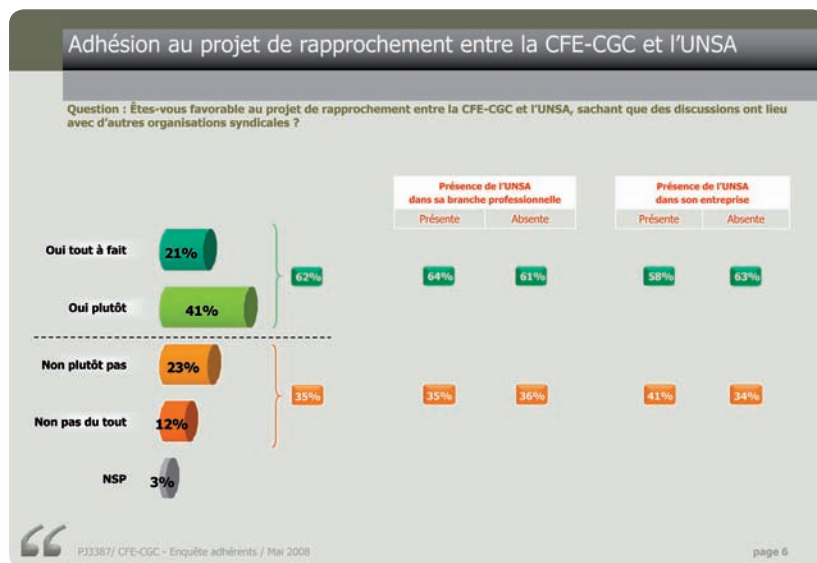 Adhésion au projet de rapprochement entre la CFE-CGC et l'UNSA
Question : Êtes-vous favorable au projet de rapprochement entre la CFE-CGC et l'UNSA, sachant que des discussions ont lieu
avec d'autres organisations syndicales ?
Présence de l'UNSA
dans sa branche professionnelle
Présente Absente
Présence de l'UNSA
dans son entreprise
Présente Absente
Oui tout à fait 21%
62% 64% 61% 58% 63%
Oui plutôt 41%
Non plutôt pas 23%
35% 35% 36% 41% 34%
Non pas du tout 12%
NSP 3%
PJ3387/ CFE-CGC - Enquête adhérents / Mai 2008 page 6